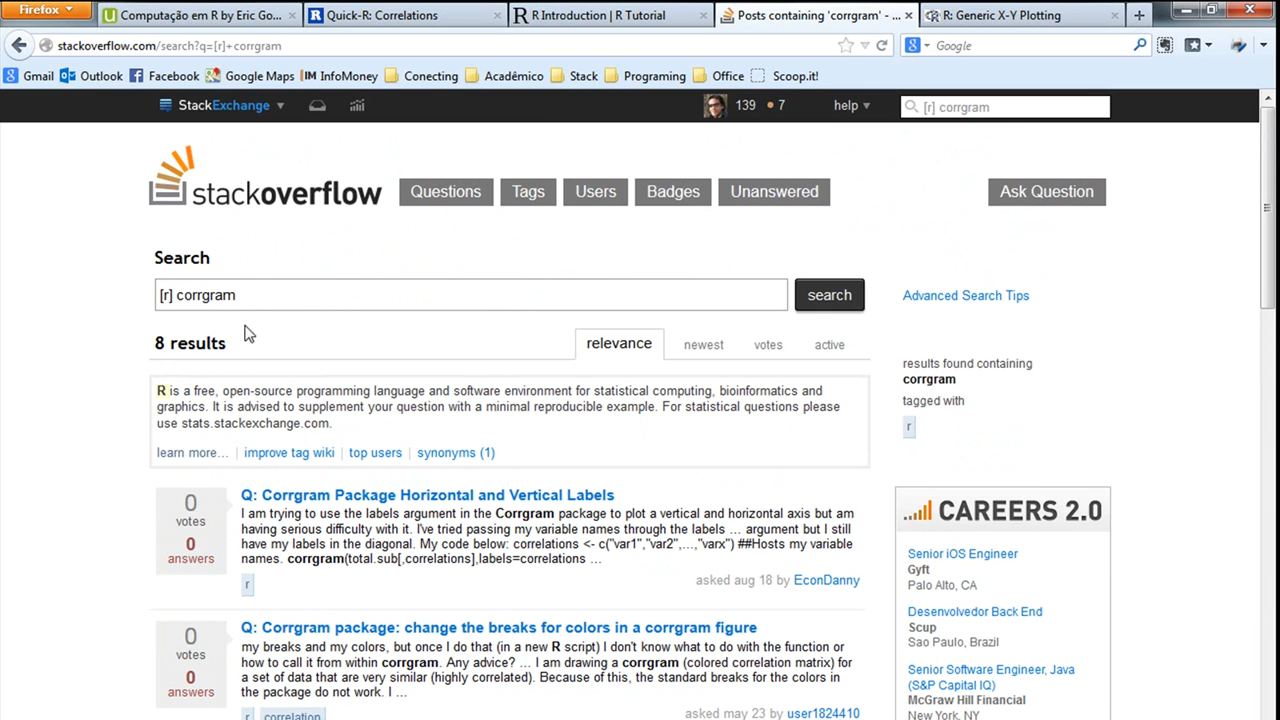 Firefox
Computação em R by Eric Go...
Quick-R: Correlations
R Introduction | R Tutorial
Posts containing 'corrgram' - ...
R: Generic X-Y Plotting
stackoverflow.com/search?q=[r]+corrgram
Google
Gmail Outlook Facebook Google Maps InfoMoney Conecting Acadêmico Stack Programing Office Scoop.it!
StackExchange
139 7
help
[r] corrgram
stackoverflow
Questions Tags Users Badges Unanswered Ask Question
Search
[r] corrgram
search
Advanced Search Tips
8 results
relevance newest votes active
results found containing
corrgram
tagged with
r
R is a free, open-source programming language and software environment for statistical computing, bioinformatics and
graphics. It is advised to supplement your question with a minimal reproducible example. For statistical questions please
use stats.stackexchange.com.
learn more... improve tag wiki top users synonyms (1)
0
votes
0
answers
Q: Corrgram Package Horizontal and Vertical Labels
I am trying to use the labels argument in the Corrgram package to plot a vertical and horizontal axis but am
having serious difficulty with it. I've tried passing my variable names through the labels ... argument but I still
have my labels in the diagonal. My code below: correlations <- c("var1","var2",...,"varx") ##Hosts my variable
names. corrgram(total.sub[,correlations],labels=correlations ...
asked aug 18 by EconDanny
r
0
votes
0
answers
Q: Corrgram package: change the breaks for colors in a corrgram figure
my breaks and my colors, but once I do that (in a new R script) I don't know what to do with the function or
how to call it from within corrgram. Any advice? ... I am drawing a corrgram (colored correlation matrix) for
a set of data that are very similar (highly correlated). Because of this, the standard breaks for the colors in
the package do not work. I ...
r correlation
asked may 23 by user1824410
CAREERS 2.0
Senior iOS Engineer
Gyft
Palo Alto, CA
Desenvolvedor Back End
Scup
Sao Paulo, Brazil
Senior Software Engineer, Java
(S&P Capital IQ)
McGraw Hill Financial
New York, NY